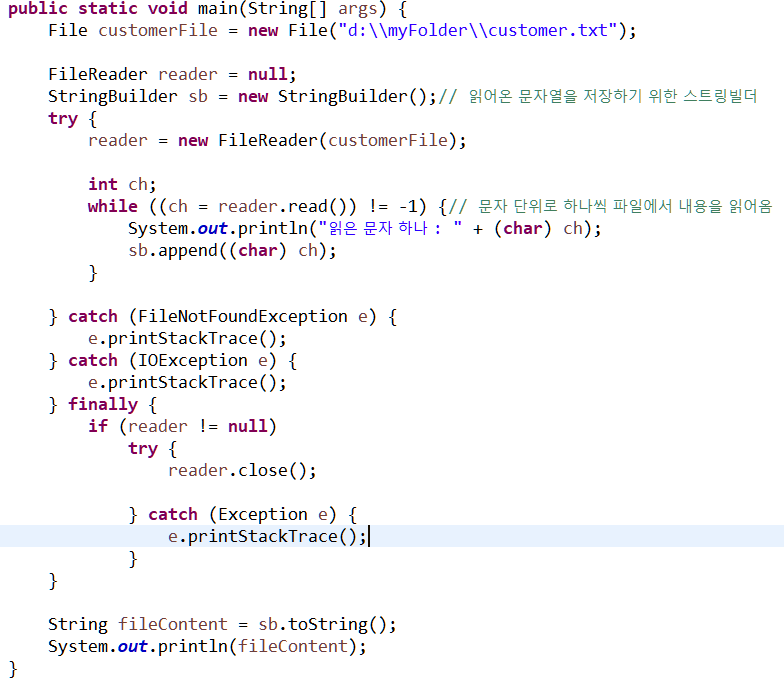 public static void main(String[] args) {
File customerFile = new File("d:\\myFolder\\customer.txt");
FileReader reader = null;
StringBuilder sb = new StringBuilder();// 읽어온 문자열을 저장하기 위한 스트링빌더
try {
reader = new FileReader(customerFile);
int ch;
while ((ch = reader.read()) != -1) {// 문자 단위로 하나씩 파일에서 내용을 읽어옴
System.out.println("읽은 문자 하나 : " + (char) ch);
sb.append((char) ch);
}
} catch (FileNotFoundException e) {
e.printStackTrace();
} catch (IOException e) {
e.printStackTrace();
} finally {
if (reader != null)
try {
reader.close();
} catch (Exception e) {
e.printStackTrace();
}
}
String fileContent = sb.toString();
System.out.println(fileContent);
}